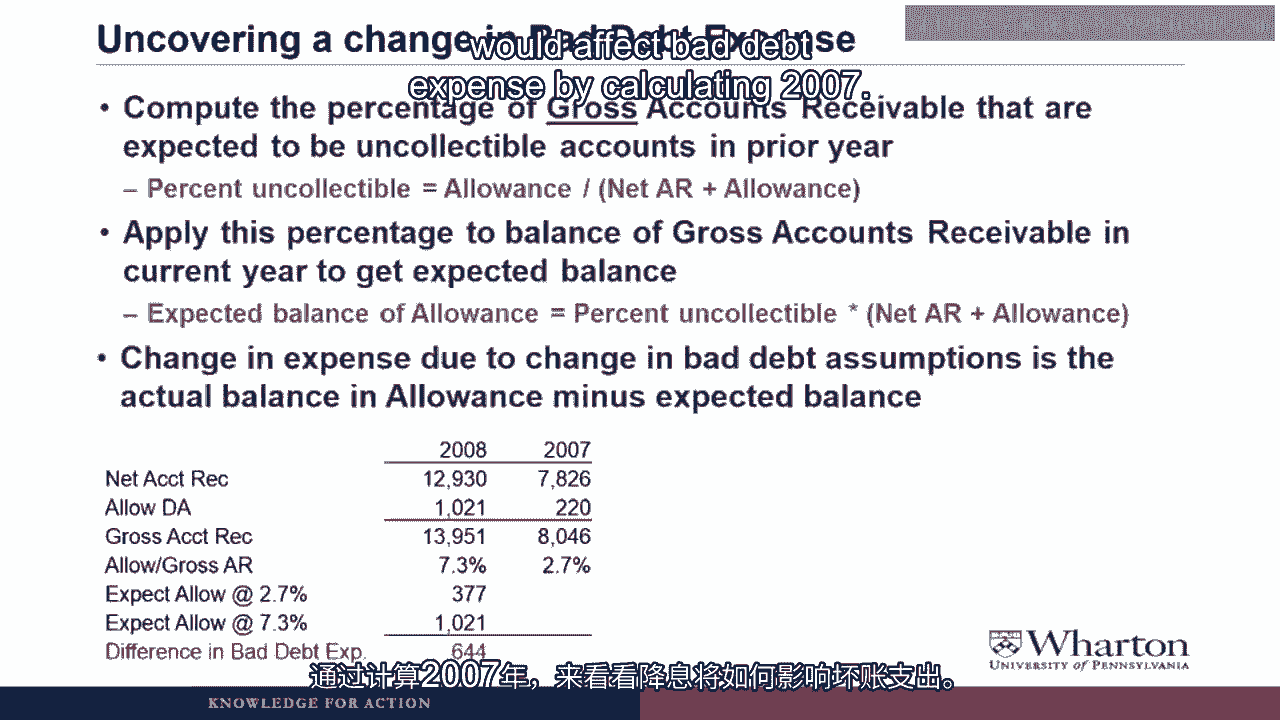 Uncovering a change in Bad Debt Expense
would affect bad debt
expense by calculating 2007.
• Compute the percentage of Gross Accounts Receivable that are
expected to be uncollectible accounts in prior year
– Percent uncollectible = Allowance / (Net AR + Allowance)
• Apply this percentage to balance of Gross Accounts Receivable in
current year to get expected balance
– Expected balance of Allowance = Percent uncollectible * (Net AR + Allowance)
• Change in expense due to change in bad debt assumptions is the
actual balance in Allowance minus expected balance
2008 2007
Net Acct Rec 12,930 7,826
Allow DA 1,021 220
Gross Acct Rec 13,951 8,046
Allow/Gross AR 7.3% 2.7%
Expect Allow @ 2.7% 377
Expect Allow @ 7.3% 1,021
Difference in Bad Debt Exp. 644
Wharton
UNIVERSITY of PENNSYLVANIA
通过计算2007年，来看看降息将如何影响坏账支出。
KNOWLEDGE FOR ACTION